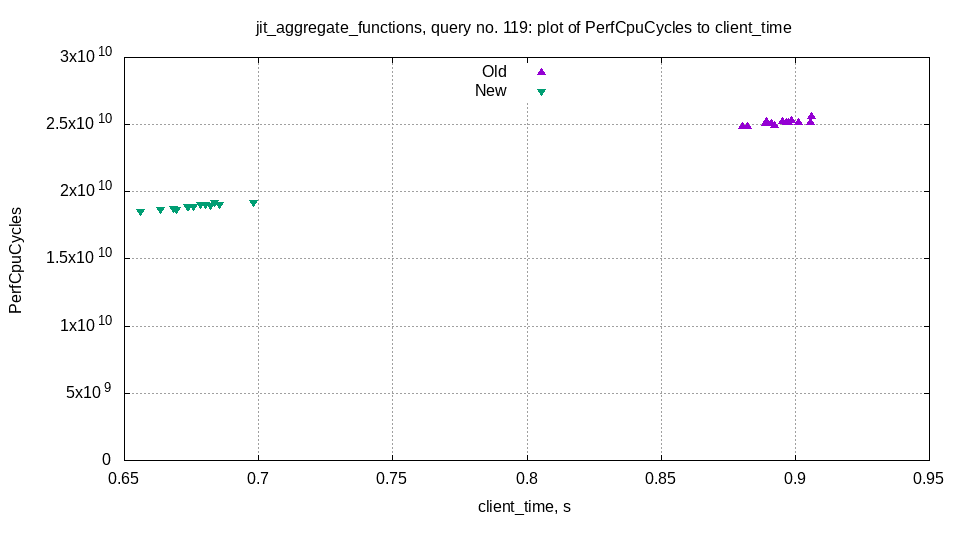 jit_aggregate_functions, query no. 119: plot of PerfCpuCycles to client_time
3x10^10
Old
New
2.5x10^10
2x10^10
1.5x10^10
1x10^10
5x10^9
0
PerfCpuCycles
0.65 0.7 0.75 0.8 0.85 0.9 0.95
client_time, s